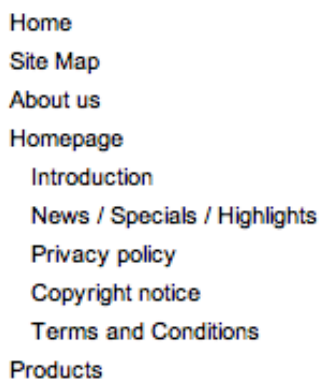 Home
Site Map
About us
Homepage
Introduction
News / Specials / Highlights
Privacy policy
Copyright notice
Terms and Conditions
Products